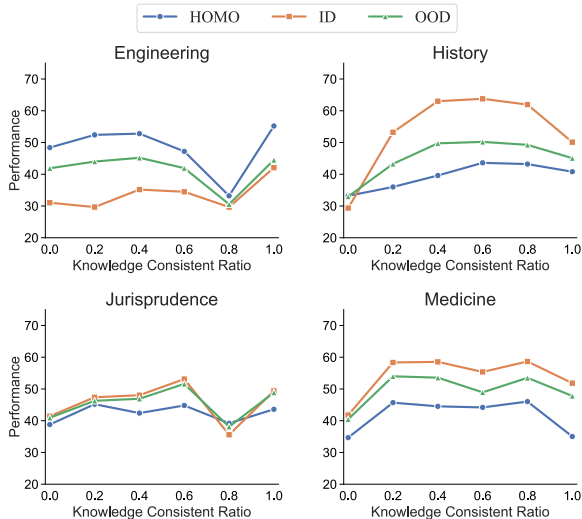 HOMO ID OOD
Engineering
70
60
50
40
30
20
Performance
0.0 0.2 0.4 0.6 0.8 1.0
Knowledge Consistent Ratio
History
70
60
50
40
30
20
0.0 0.2 0.4 0.6 0.8 1.0
Knowledge Consistent Ratio
Jurisprudence
70
60
50
40
30
20
Performance
0.0 0.2 0.4 0.6 0.8 1.0
Knowledge Consistent Ratio
Medicine
70
60
50
40
30
20
0.0 0.2 0.4 0.6 0.8 1.0
Knowledge Consistent Ratio